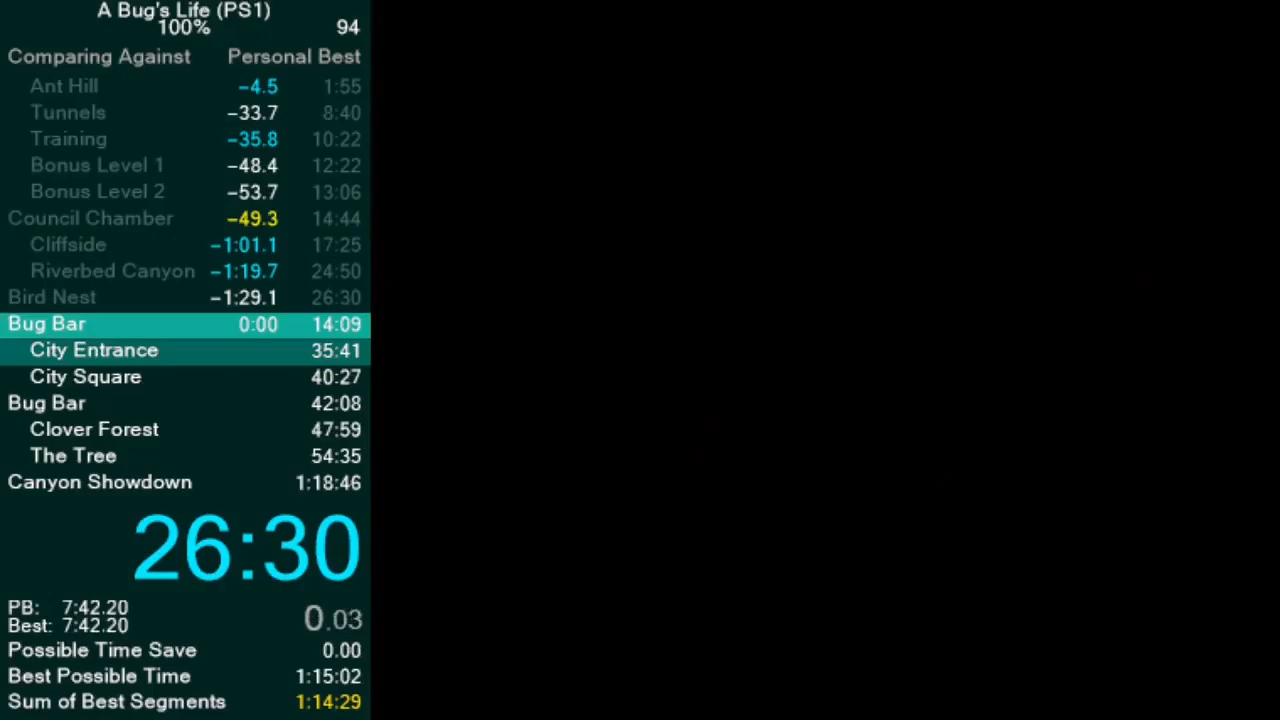 A Bug's Life (PS1)
100% 94
Comparing Against Personal Best
Ant Hill −4.5 1:55
Tunnels −33.7 8:40
Training −35.8 10:22
Bonus Level 1 −48.4 12:22
Bonus Level 2 −53.7 13:06
Council Chamber −49.3 14:44
Cliffside −1:01.1 17:25
Riverbed Canyon −1:19.7 24:50
Bird Nest −1:29.1 26:30
Bug Bar 0:00 14:09
City Entrance 35:41
City Square 40:27
Bug Bar 42:08
Clover Forest 47:59
The Tree 54:35
Canyon Showdown 1:18:46
26:30
PB: 7:42.20
Best: 7:42.20
0.03
Possible Time Save 0.00
Best Possible Time 1:15:02
Sum of Best Segments 1:14:29